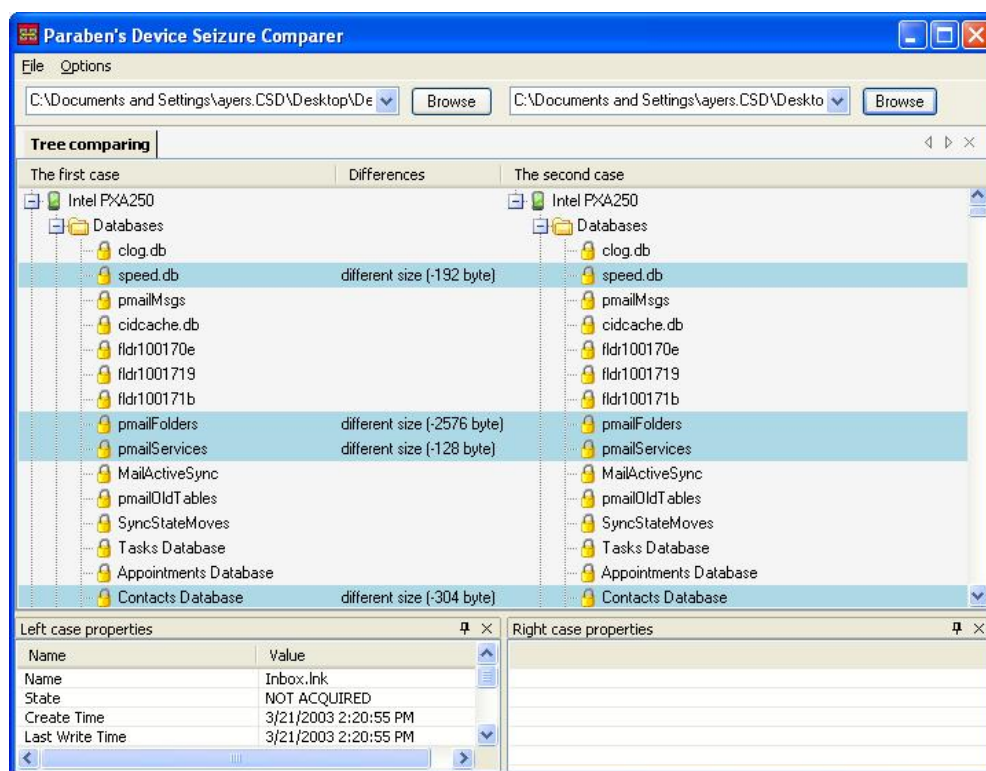 Paraben's Device Seizure Comparer
File Options
C:\Documents and Settings\ayers.CSD\Desktop\De Browse C:\Documents and Settings\ayers.CSD\Deskto Browse
Tree comparing
The first case Differences The second case
Intel PXA250 Intel PXA250
Databases Databases
clog.db clog.db
speed.db different size (-192 byte) speed.db
pmailMsgs pmailMsgs
cidcache.db cidcache.db
fldr100170e fldr100170e
fldr1001719 fldr1001719
fldr100171b fldr100171b
pmailFolders different size (-2576 byte) pmailFolders
pmailServices different size (-128 byte) pmailServices
MailActiveSync MailActiveSync
pmailOldTables pmailOldTables
SyncStateMoves SyncStateMoves
Tasks Database Tasks Database
Appointments Database Appointments Database
Contacts Database different size (-304 byte) Contacts Database
Left case properties Right case properties
Name Value
Name Inbox.lnk
State NOT ACQUIRED
Create Time 3/21/2003 2:20:55 PM
Last Write Time 3/21/2003 2:20:55 PM